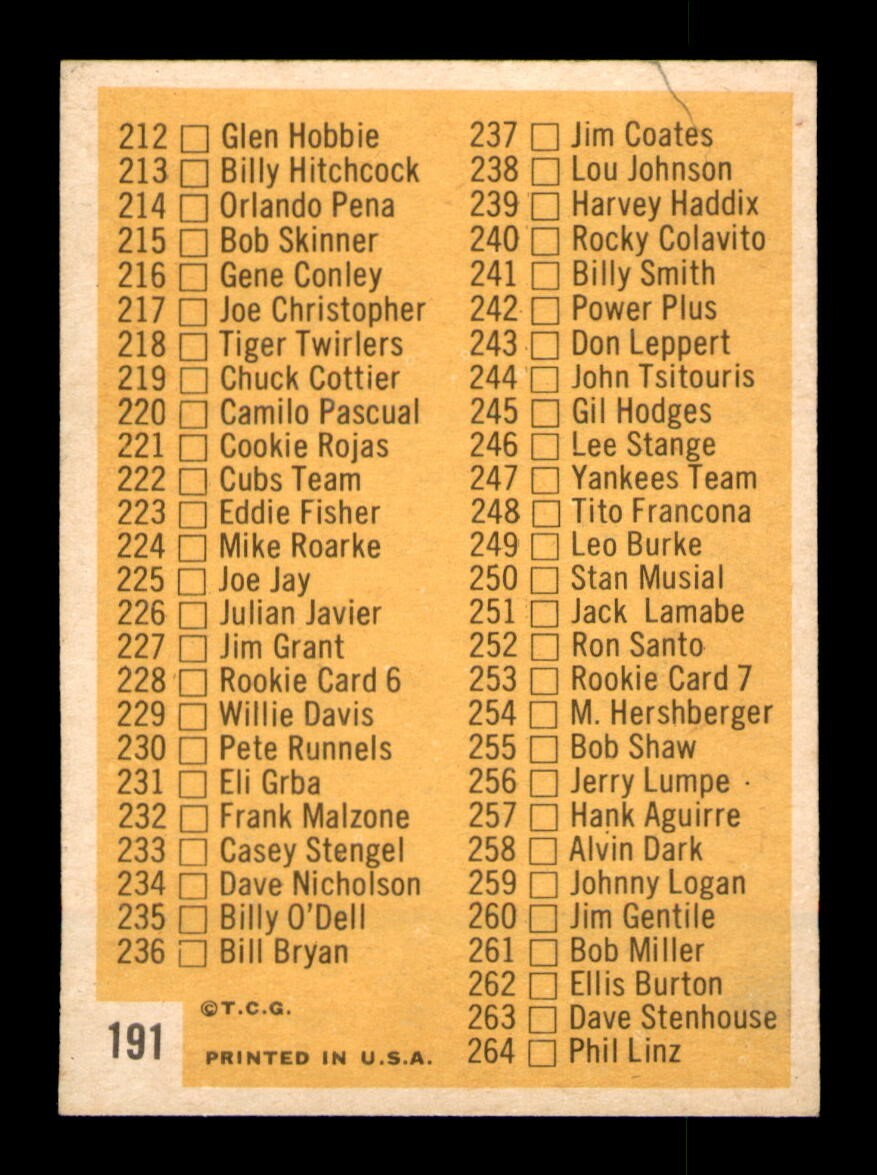 212 Glen Hobbie
213 Billy Hitchcock
214 Orlando Pena
215 Bob Skinner
216 Gene Conley
217 Joe Christopher
218 Tiger Twirlers
219 Chuck Cottier
220 Camilo Pascual
221 Cookie Rojas
222 Cubs Team
223 Eddie Fisher
224 Mike Roarke
225 Joe Jay
226 Julian Javier
227 Jim Grant
228 Rookie Card 6
229 Willie Davis
230 Pete Runnels
231 Eli Grba
232 Frank Malzone
233 Casey Stengel
234 Dave Nicholson
235 Billy O'Dell
236 Bill Bryan
237 Jim Coates
238 Lou Johnson
239 Harvey Haddix
240 Rocky Colavito
241 Billy Smith
242 Power Plus
243 Don Leppert
244 John Tsitouris
245 Gil Hodges
246 Lee Stange
247 Yankees Team
248 Tito Francona
249 Leo Burke
250 Stan Musial
251 Jack Lamabe
252 Ron Santo
253 Rookie Card 7
254 M. Hershberger
255 Bob Shaw
256 Jerry Lumpe
257 Hank Aguirre
258 Alvin Dark
259 Johnny Logan
260 Jim Gentile
261 Bob Miller
262 Ellis Burton
263 Dave Stenhouse
264 Phil Linz
191
©T.C.G.
PRINTED IN U.S.A.